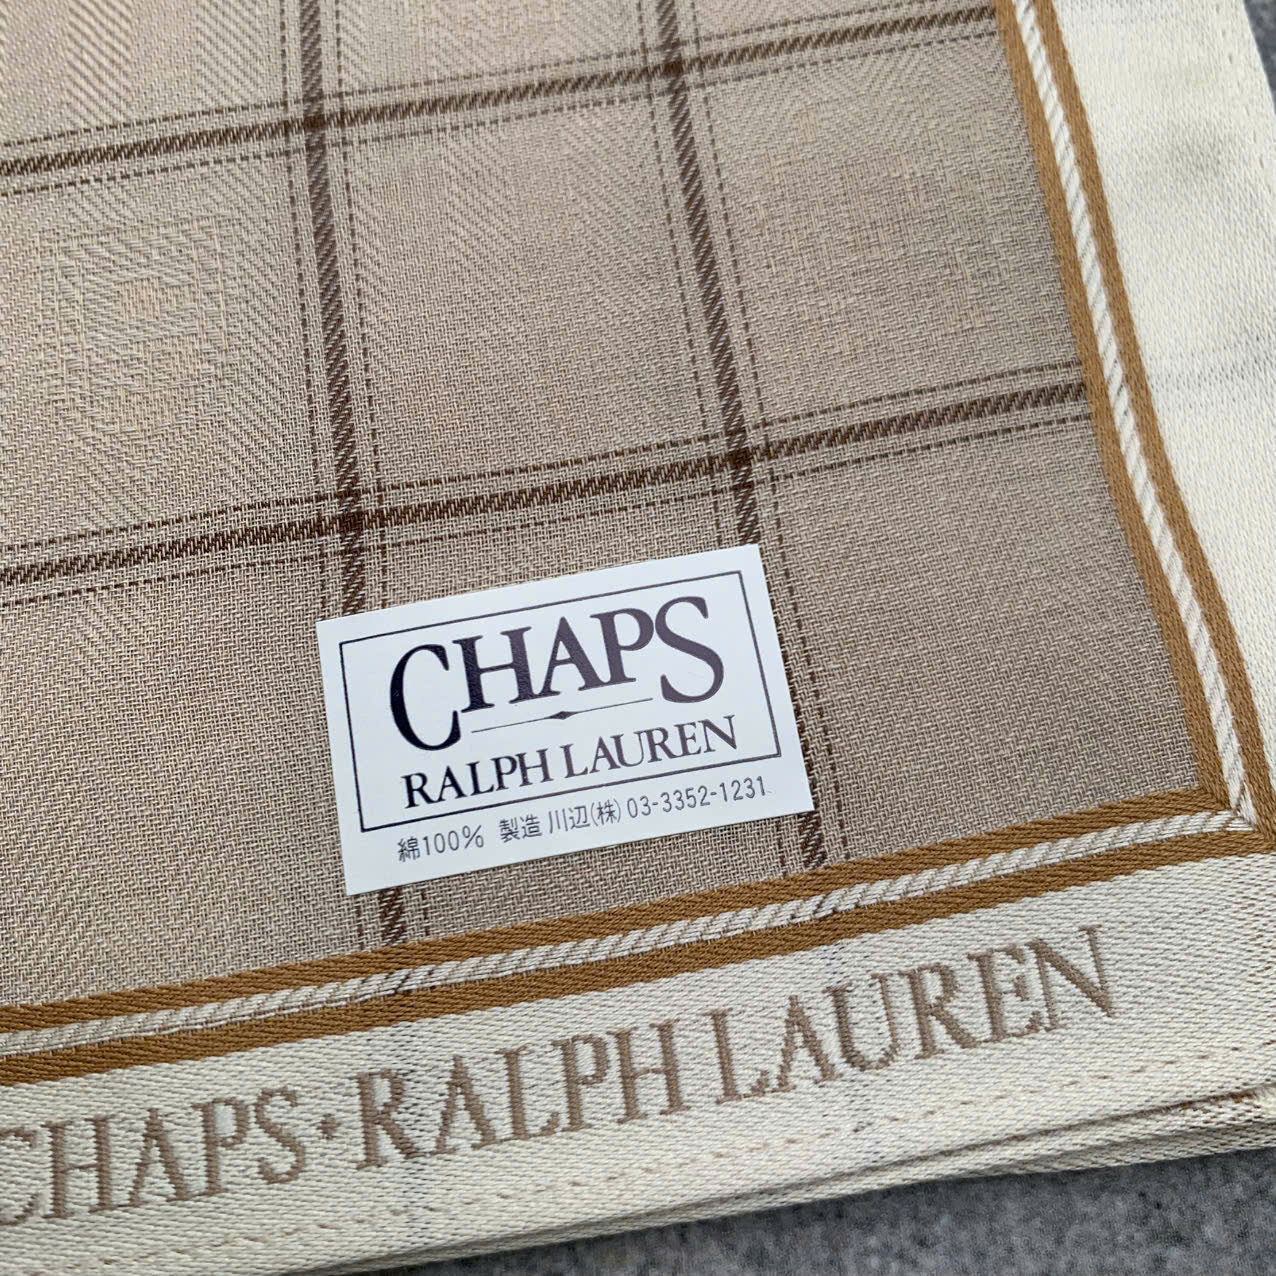 CHAPS
RALPH LAUREN
綿100% 製造 川辺(株) 03-3352-1231
CHAPS・RALPH LAUREN